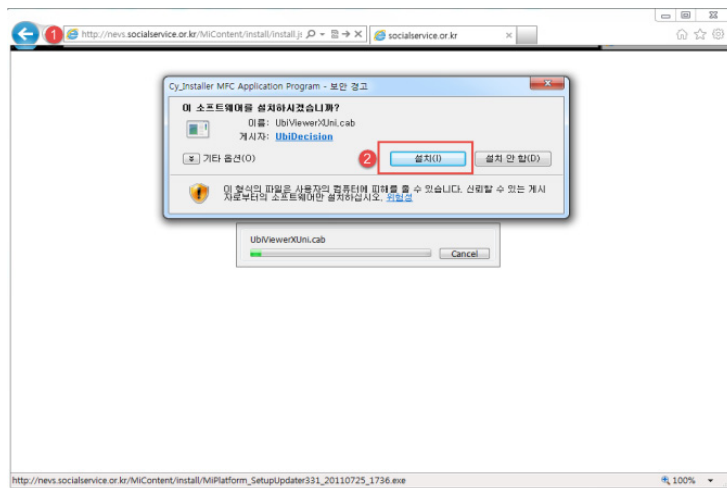 1
http://nevs.socialservice.or.kr/MiContent/install/install.js
socialservice.or.kr
Cy_Installer MFC Application Program - 보안 경고
이 소프트웨어를 설치하시겠습니까?
이름: UbiViewerXUni.cab
게시자: UbiDecision
기타 옵션(O)
2
설치(I)
설치 안 함(D)
이 형식의 파일은 사용자의 컴퓨터에 피해를 줄 수 있습니다. 신뢰할 수 있는 게시
자로부터의 소프트웨어만 설치하십시오. 위험성
UbiViewerXUni.cab
Cancel
http://nevs.socialservice.or.kr/MiContent/install/MiPlatform_SetupUpdater331_20110725_1736.exe
100%